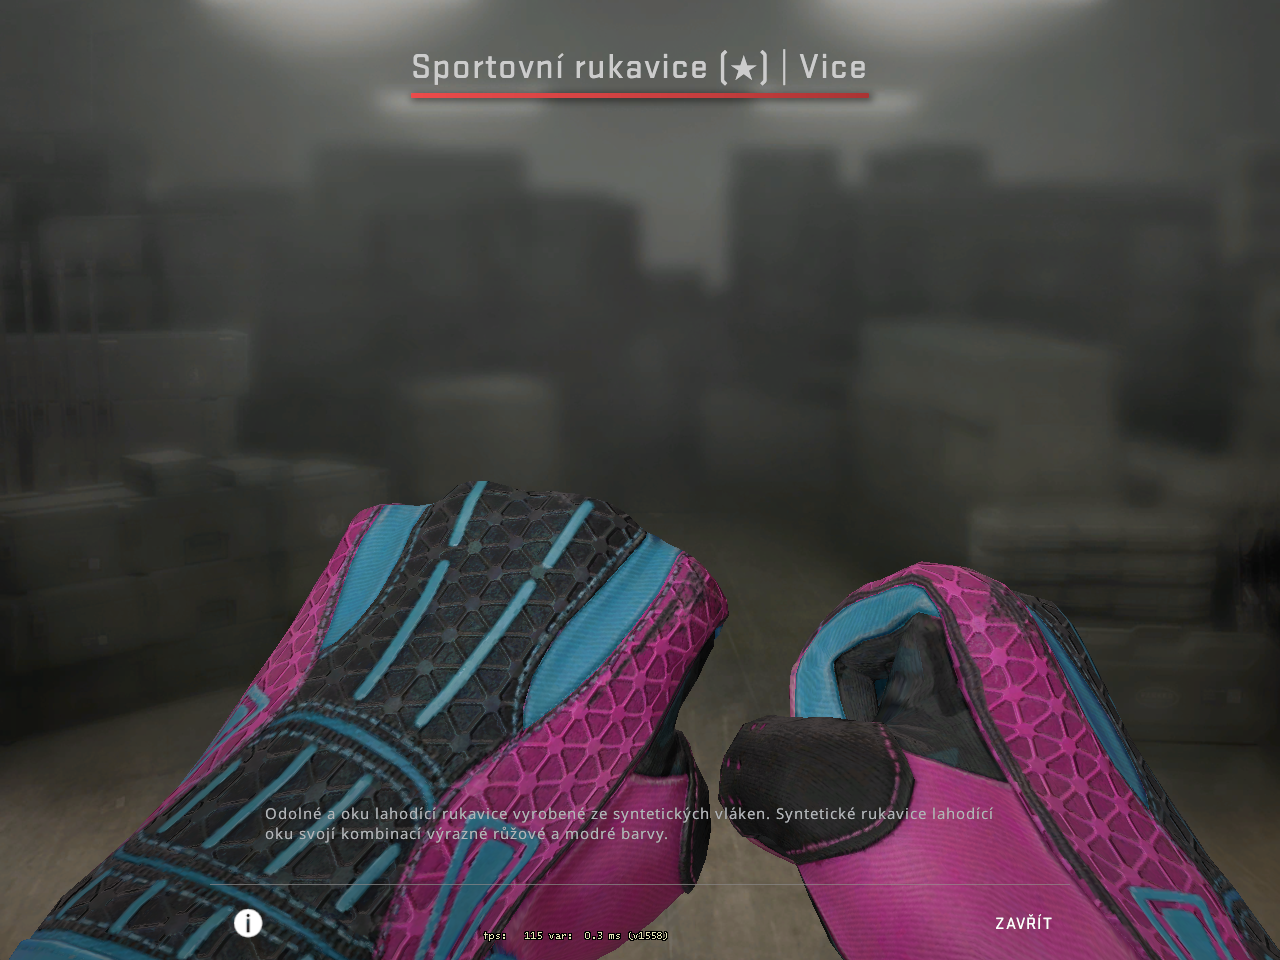 Sportovní rukavice (★) | Vice
Odolné a oku lahodící rukavice vyrobené ze syntetických vláken. Syntetické rukavice lahodící
oku svojí kombinací výrazné růžové a modré barvy.
i
ZAVŘÍT
fps: 115 var: 0.3 ms (v1558)